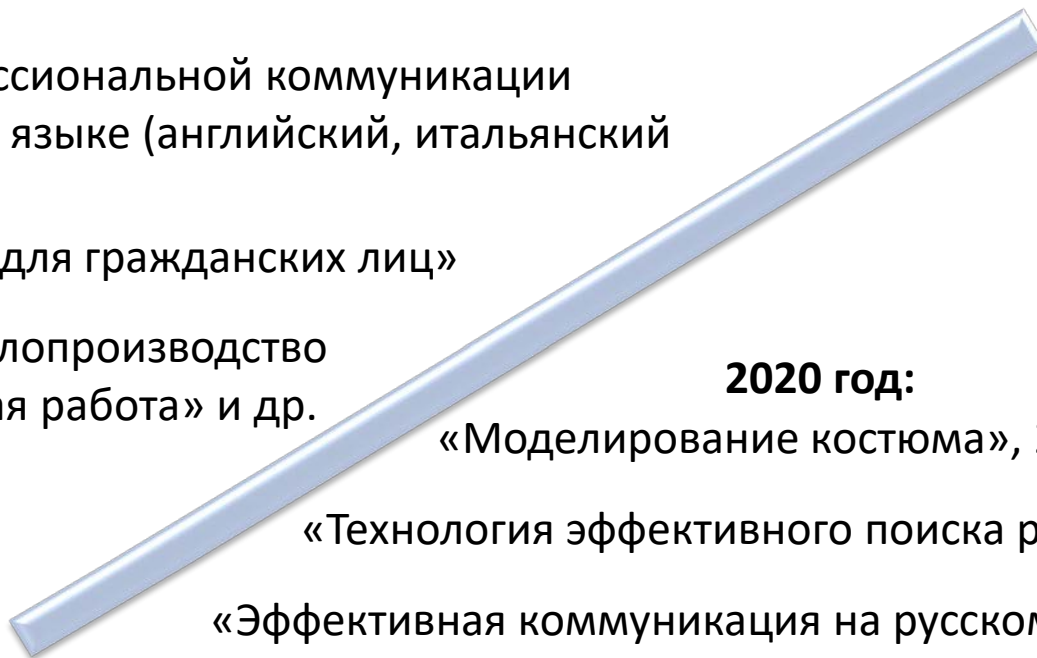 ссиональной коммуникации
языке (английский, итальянский
для гражданских лиц»
лопроизводство
ая работа» и др.
2020 год:
«Моделирование костюма»,
«Технология эффективного поиска р
«Эффективная коммуникация на русском